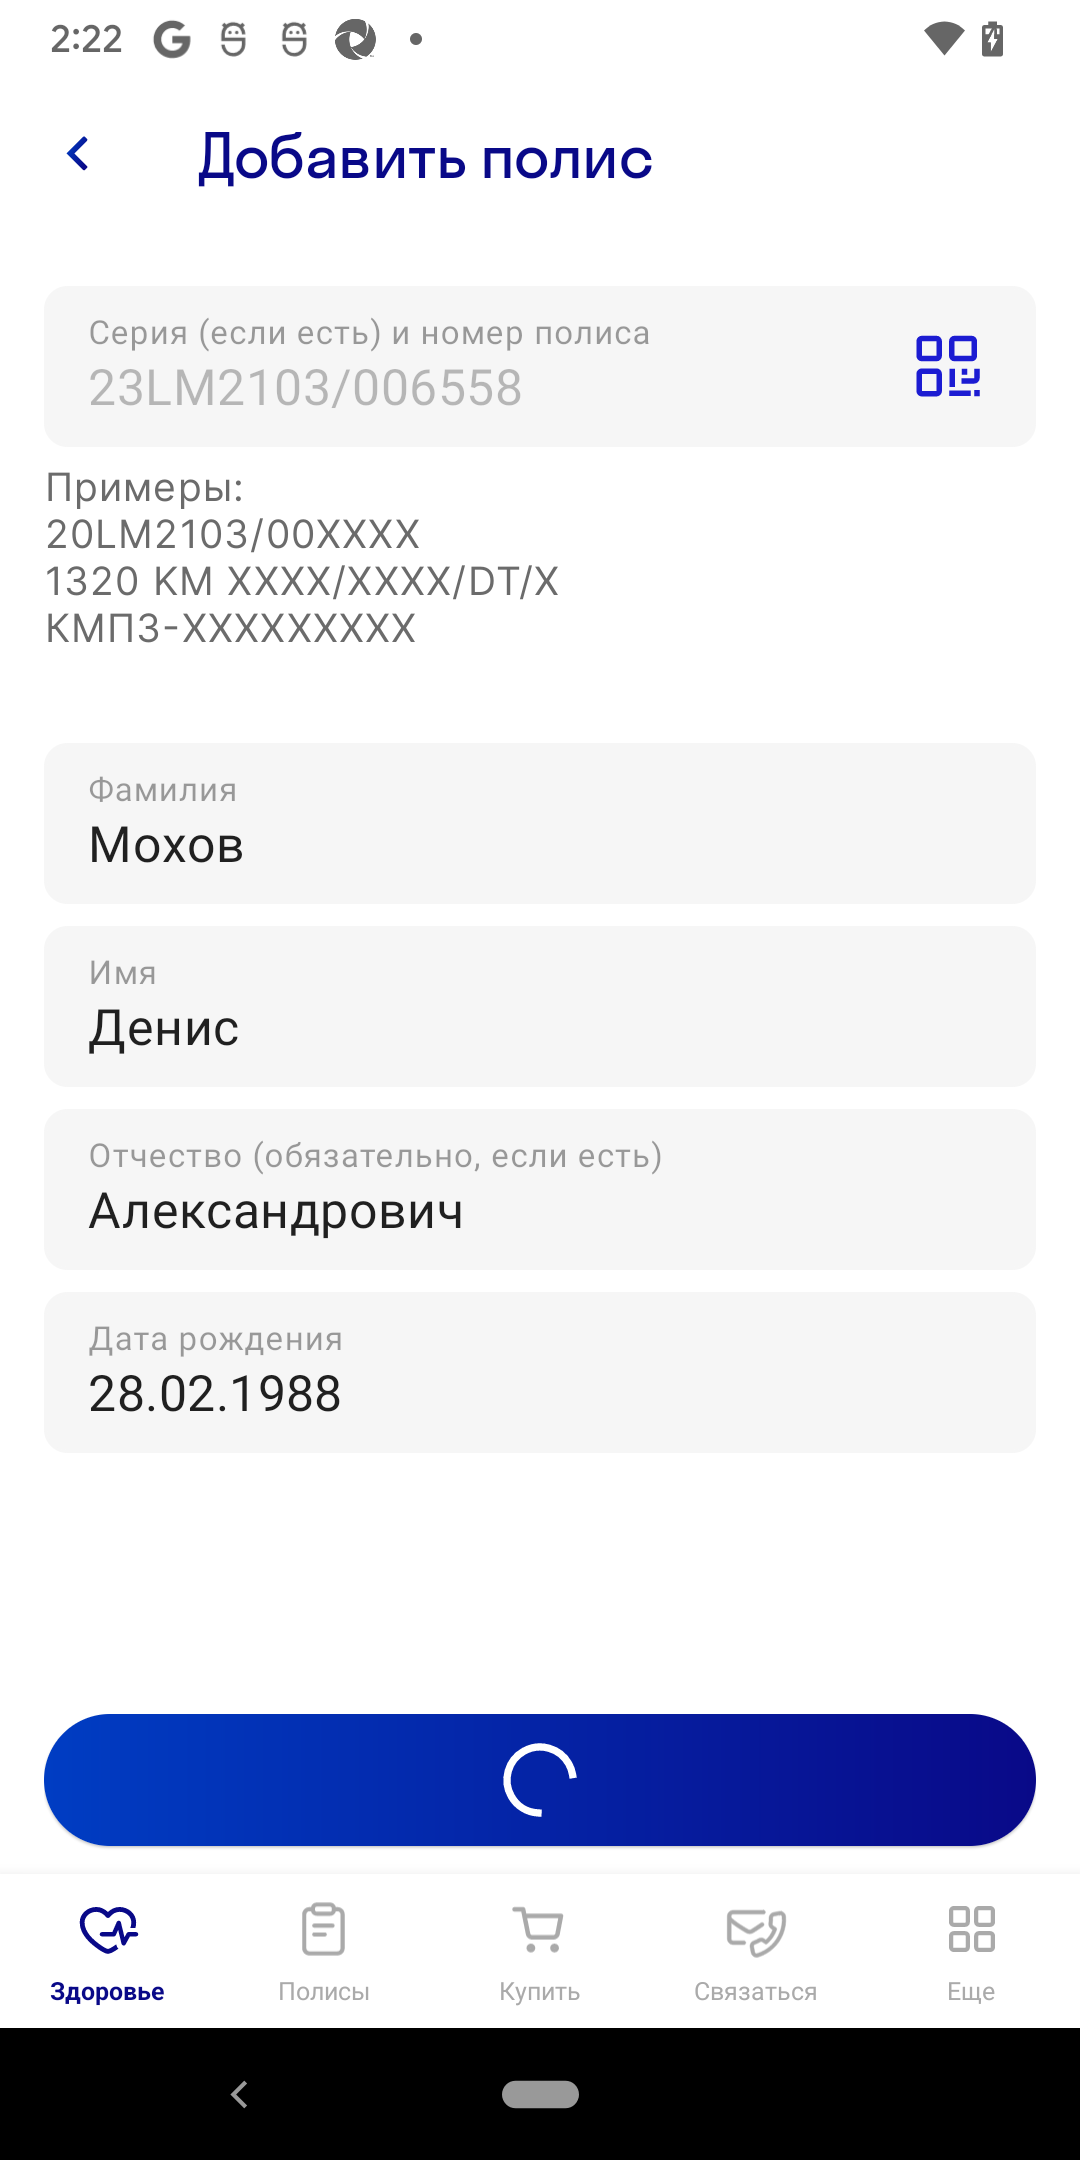 2:22
Добавить полис
Серия (если есть) и номер полиса
23LM2103/006558
Примеры:
20LM2103/00XXXX
1320 KM XXXX/XXXX/DT/X
КМПЗ-XXXXXXXXX
Фамилия
Мохов
Имя
Денис
Отчество (обязательно, если есть)
Александрович
Дата рождения
28.02.1988
Здоровье
Полисы
Купить
Связаться
Еще